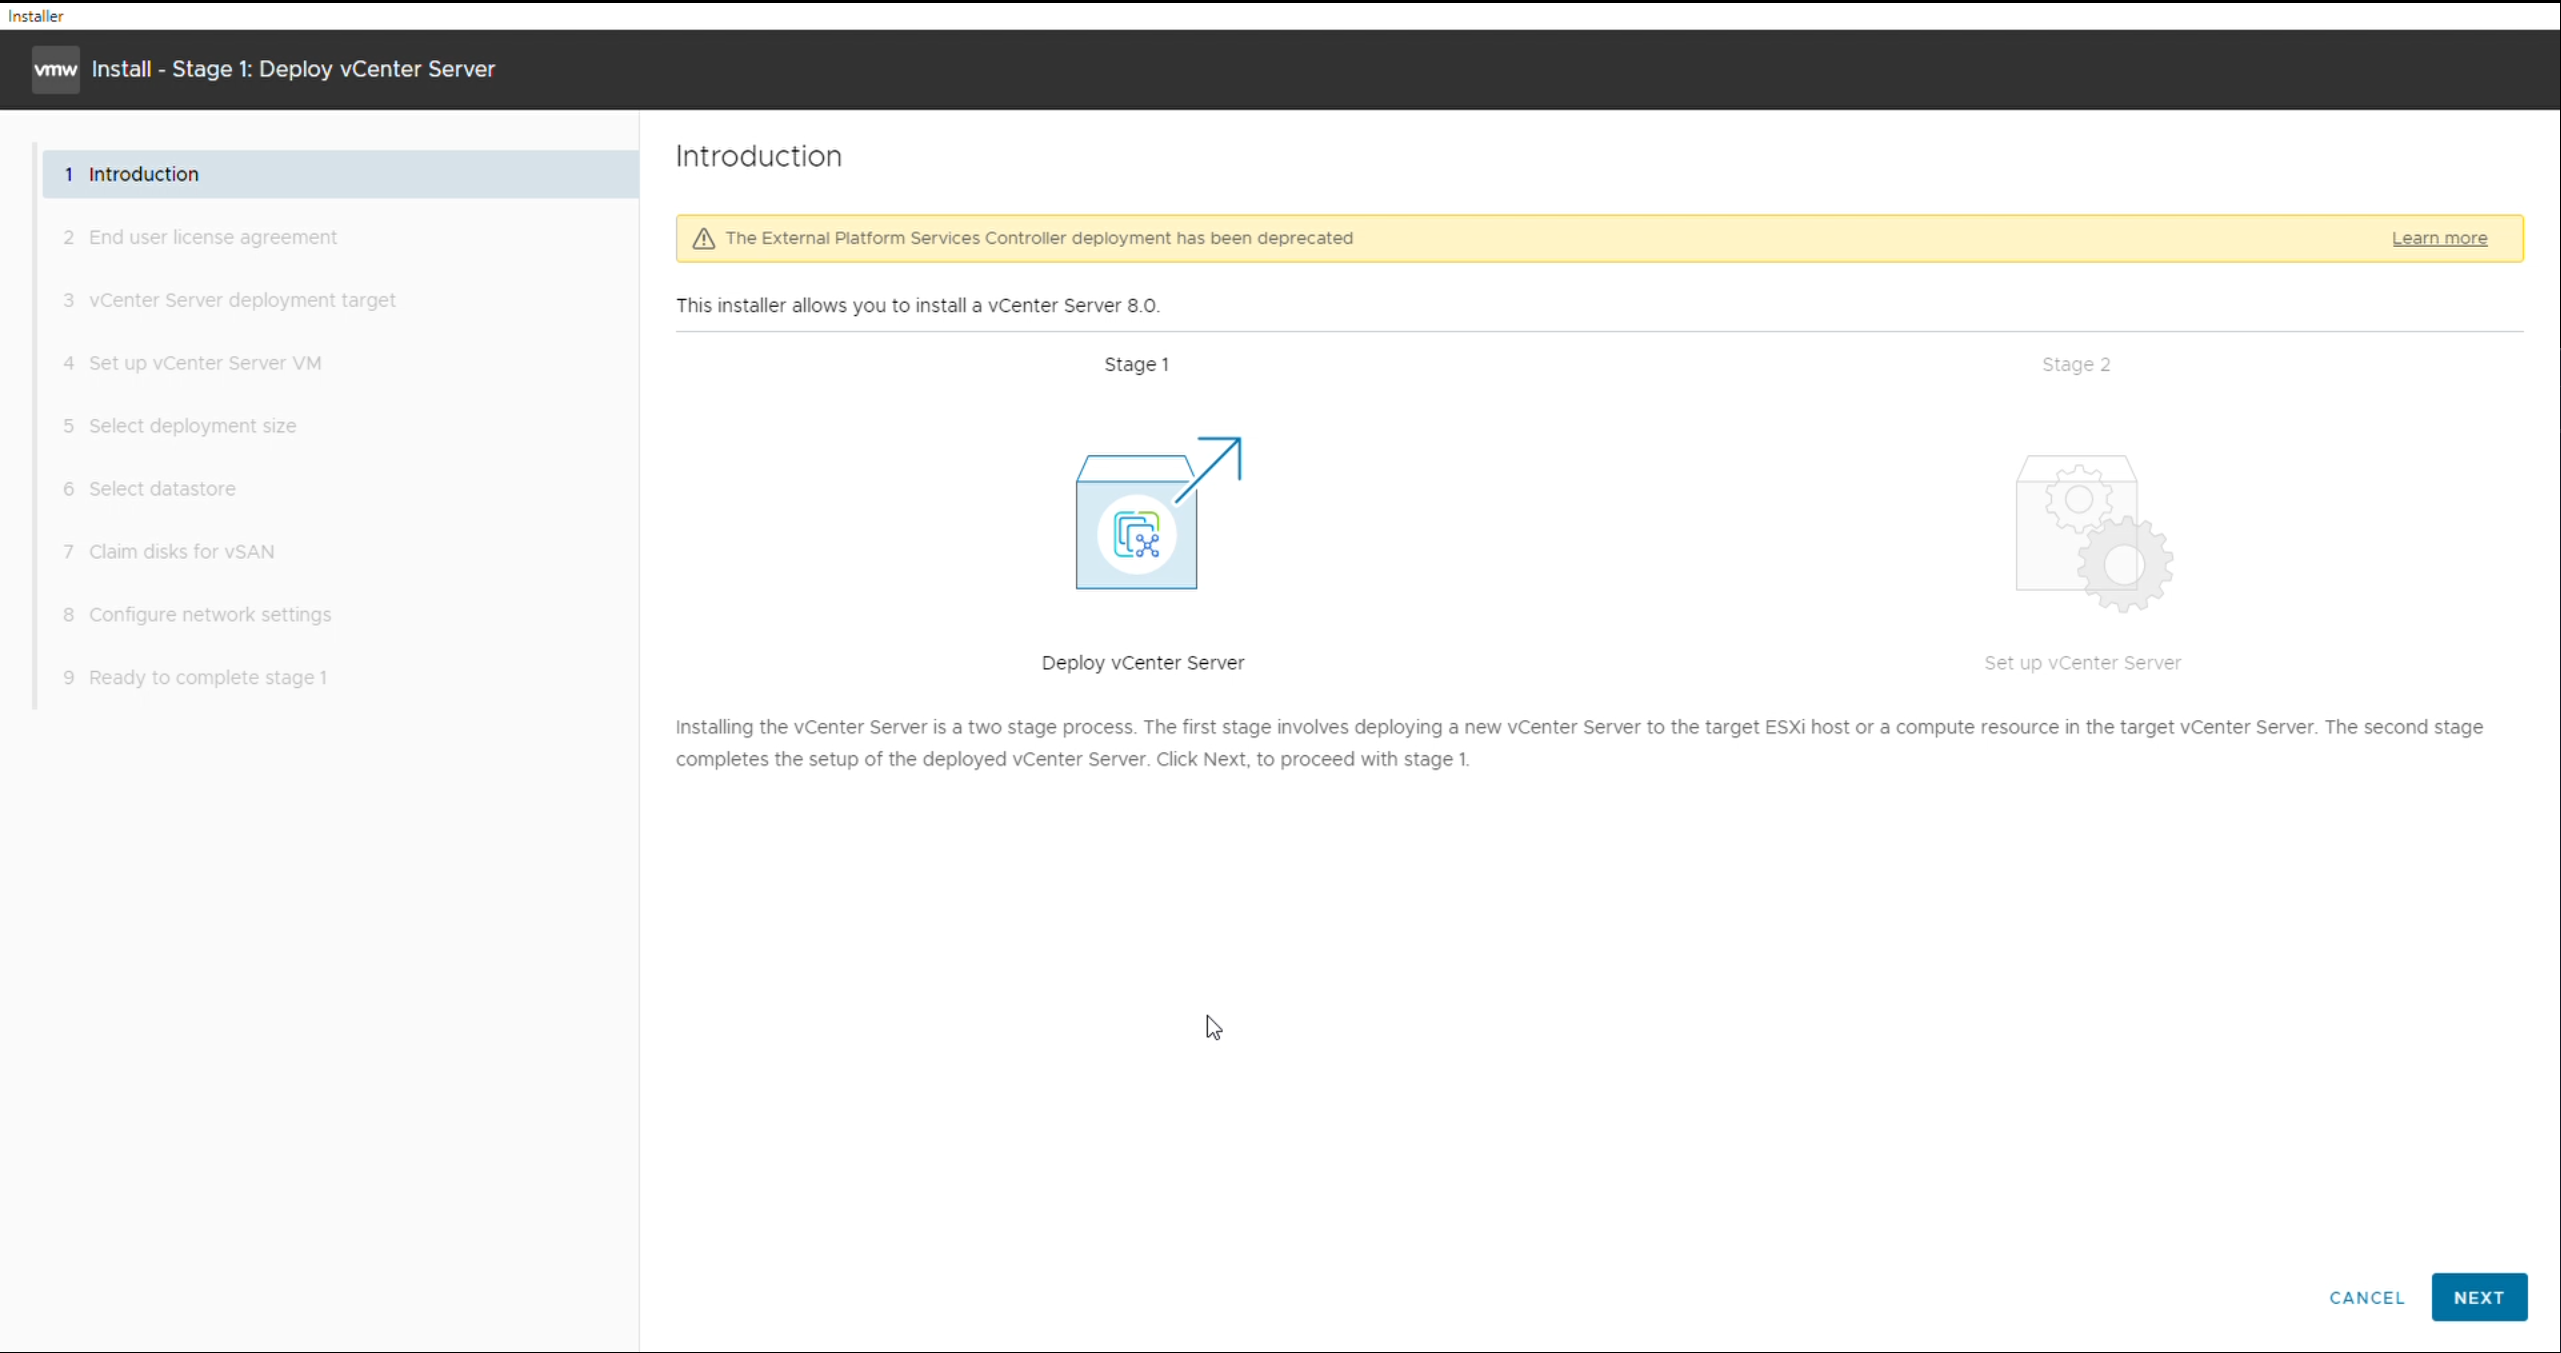 Installer
vmw Install - Stage 1: Deploy vCenter Server
1 Introduction
2 End user license agreement
3 vCenter Server deployment target
4 Set up vCenter Server VM
5 Select deployment size
6 Select datastore
7 Claim disks for vSAN
8 Configure network settings
9 Ready to complete stage 1
Introduction
The External Platform Services Controller deployment has been deprecated Learn more
This installer allows you to install a vCenter Server 8.0.
Stage 1
Deploy vCenter Server
Stage 2
Set up vCenter Server
Installing the vCenter Server is a two stage process. The first stage involves deploying a new vCenter Server to the target ESXi host or a compute resource in the target vCenter Server. The second stage
completes the setup of the deployed vCenter Server. Click Next, to proceed with stage 1.
CANCEL NEXT